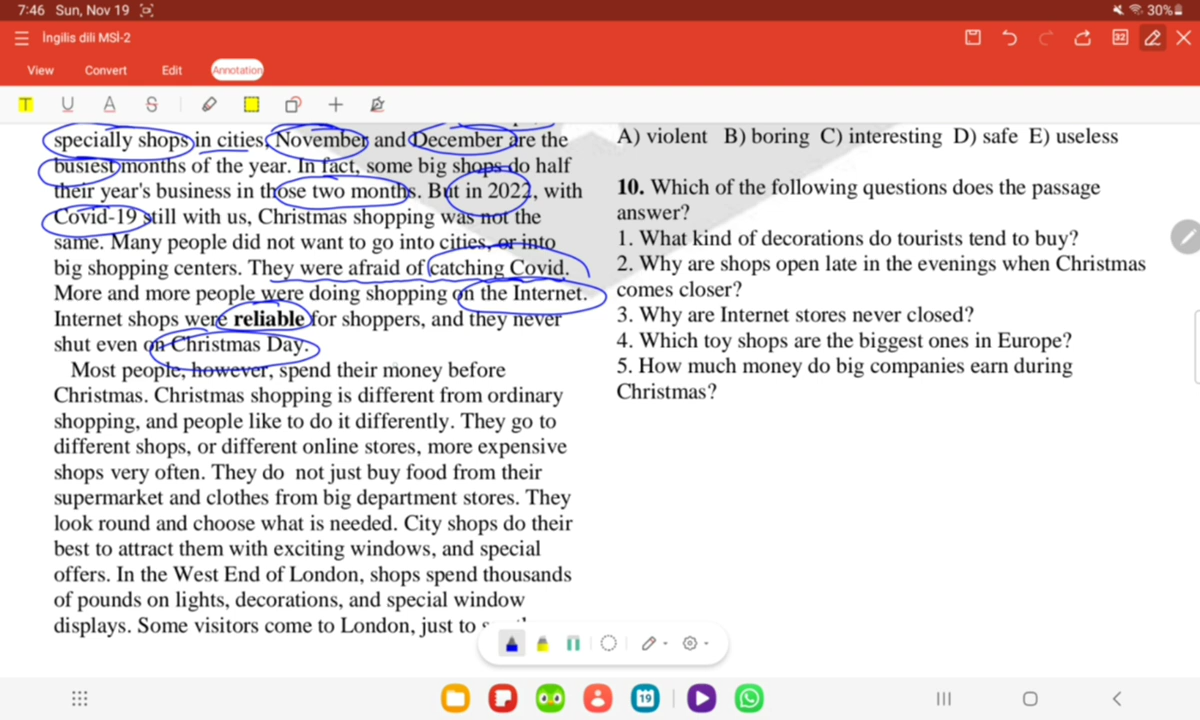 7:46 Sun, Nov 19
30%
İngilis dili MSİ-2
32
View Convert Edit Annotation
T U A S
specially shops in cities, November and December are the
busiest months of the year. In fact, some big shops do half
their year's business in those two months. But in 2022, with
Covid-19 still with us, Christmas shopping was not the
same. Many people did not want to go into cities, or into
big shopping centers. They were afraid of catching Covid.
More and more people were doing shopping on the Internet.
Internet shops were reliable for shoppers, and they never
shut even on Christmas Day.
Most people, however, spend their money before
Christmas. Christmas shopping is different from ordinary
shopping, and people like to do it differently. They go to
different shops, or different online stores, more expensive
shops very often. They do not just buy food from their
supermarket and clothes from big department stores. They
look round and choose what is needed. City shops do their
best to attract them with exciting windows, and special
offers. In the West End of London, shops spend thousands
of pounds on lights, decorations, and special window
displays. Some visitors come to London, just to
A) violent B) boring C) interesting D) safe E) useless
10. Which of the following questions does the passage
answer?
1. What kind of decorations do tourists tend to buy?
2. Why are shops open late in the evenings when Christmas
comes closer?
3. Why are Internet stores never closed?
4. Which toy shops are the biggest ones in Europe?
5. How much money do big companies earn during
Christmas?
19